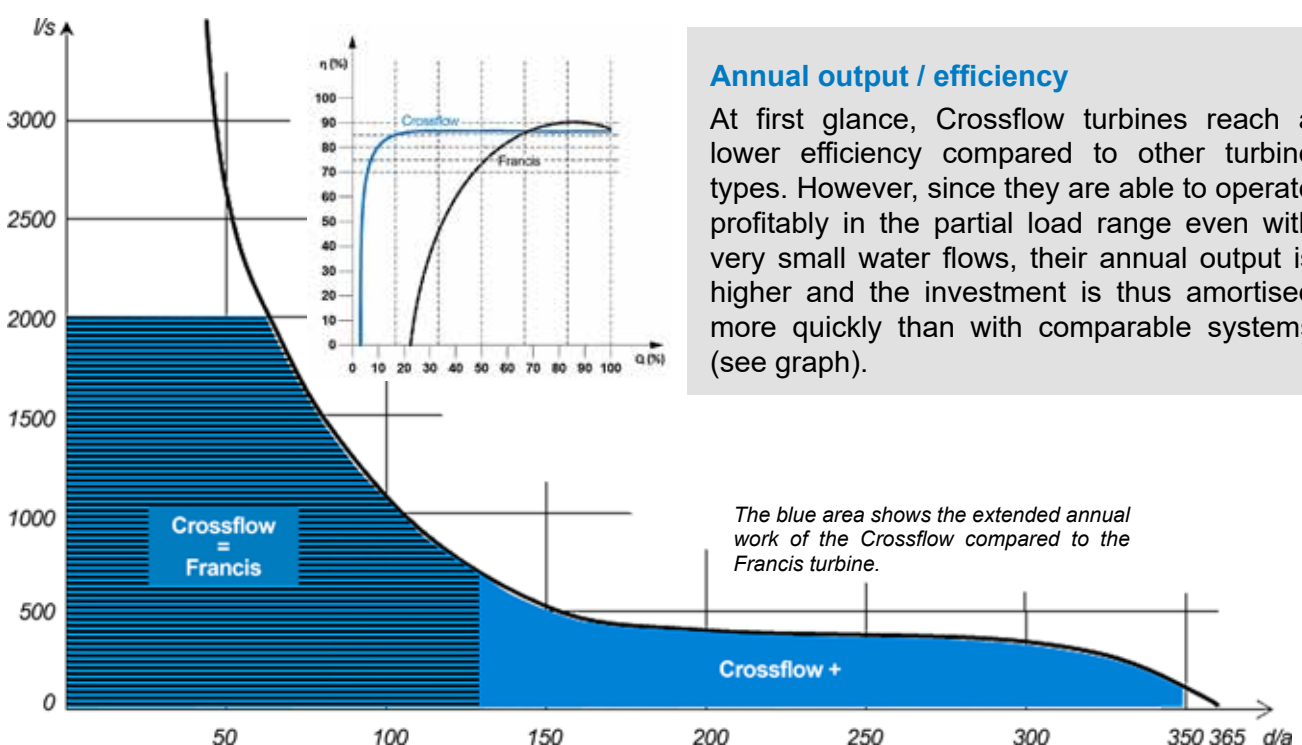 l/s
3000
2500
2000
1500
1000
500
0
50
100
150
200
250
300
350 365 d/a
η (%)
100
90
80
70
60
50
40
30
20
10
0
0 10 20 30 40 50 60 70 80 90 100
Q (%)
Crossflow
Francis
Annual output / efficiency
At first glance, Crossflow turbines reach a
lower efficiency compared to other turbine
types. However, since they are able to operate
profitably in the partial load range even with
very small water flows, their annual output is
higher and the investment is thus amortised
more quickly than with comparable systems
(see graph).
The blue area shows the extended annual
work of the Crossflow compared to the
Francis turbine.
Crossflow
=
Francis
Crossflow +